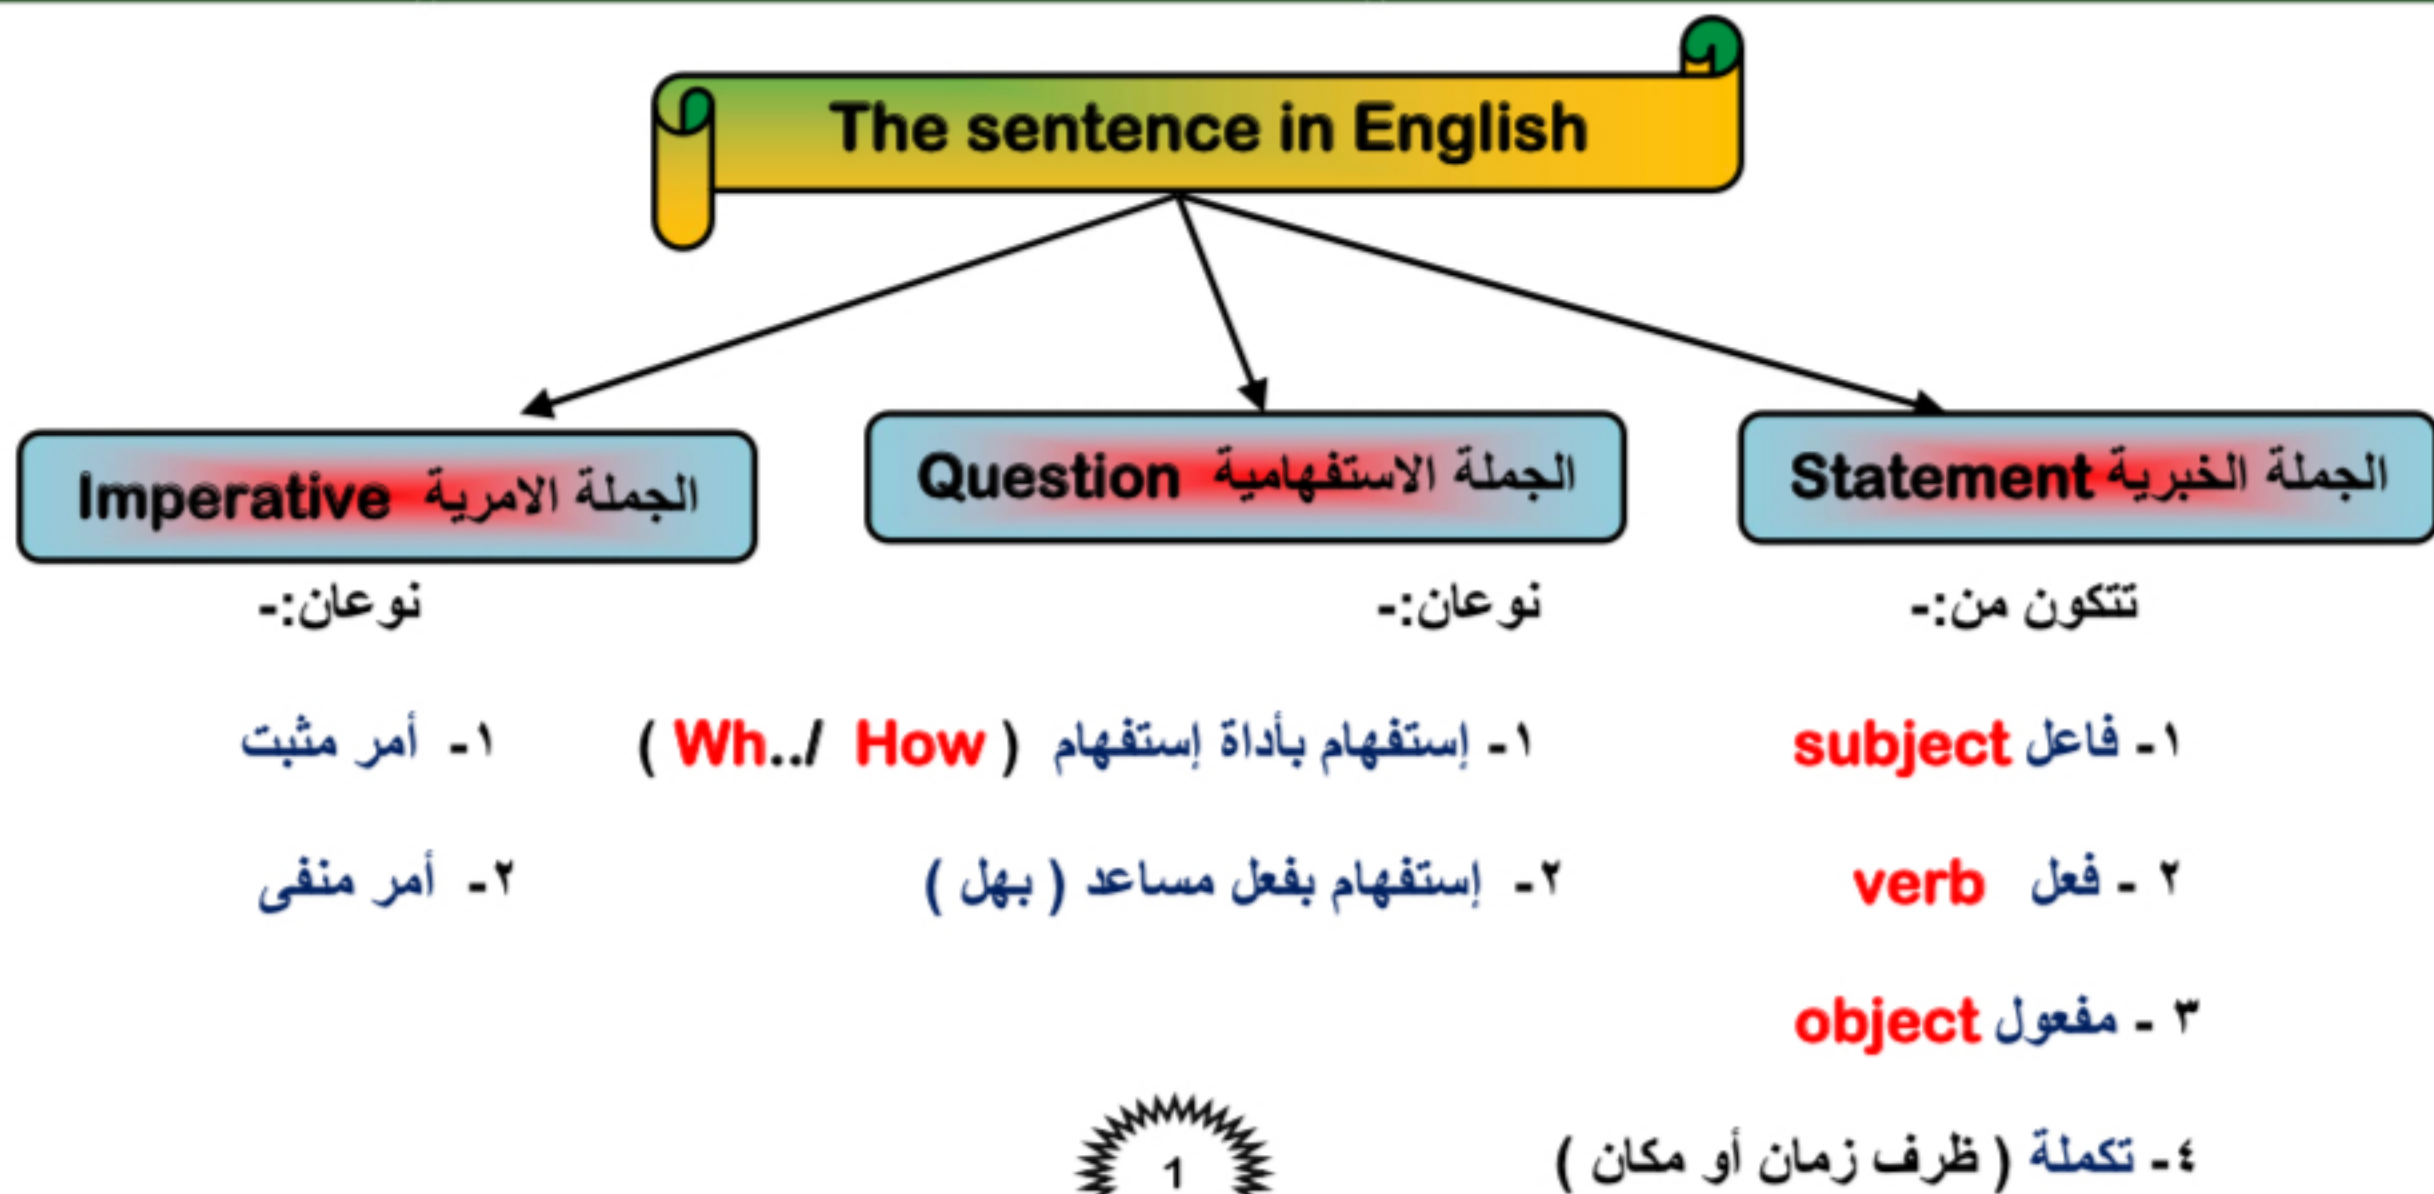 The sentence in English
الجملة الخبرية Statement
الجملة الاستفهامية Question
الجملة الامرية Imperative
تتكون من:-
١- فاعل subject
٢ - فعل verb
٣ - مفعول object
٤- تكملة ( ظرف زمان أو مكان )
نوعان:-
١- إستفهام بأداة إستفهام ( Wh../ How )
٢- إستفهام بفعل مساعد ( بهل )
نوعان:-
١- أمر مثبت
٢- أمر منفى
1